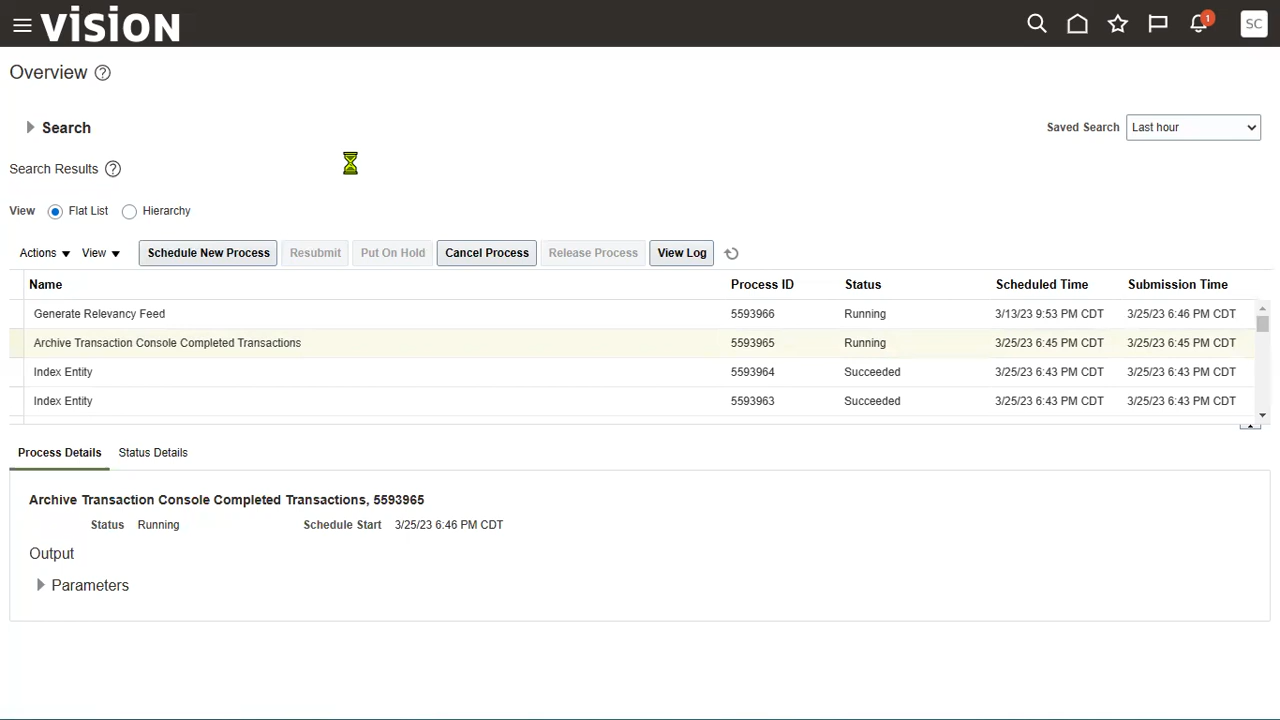 vision
1
SC
Overview ?
Search
Saved Search Last hour
Search Results ?
View Flat List Hierarchy
Actions View Schedule New Process Resubmit Put On Hold Cancel Process Release Process View Log
Name Process ID Status Scheduled Time Submission Time
Generate Relevancy Feed 5593966 Running 3/13/23 9:53 PM CDT 3/25/23 6:46 PM CDT
Archive Transaction Console Completed Transactions 5593965 Running 3/25/23 6:45 PM CDT 3/25/23 6:45 PM CDT
Index Entity 5593964 Succeeded 3/25/23 6:43 PM CDT 3/25/23 6:43 PM CDT
Index Entity 5593963 Succeeded 3/25/23 6:43 PM CDT 3/25/23 6:43 PM CDT
Process Details Status Details
Archive Transaction Console Completed Transactions, 5593965
Status Running Schedule Start 3/25/23 6:46 PM CDT
Output
Parameters